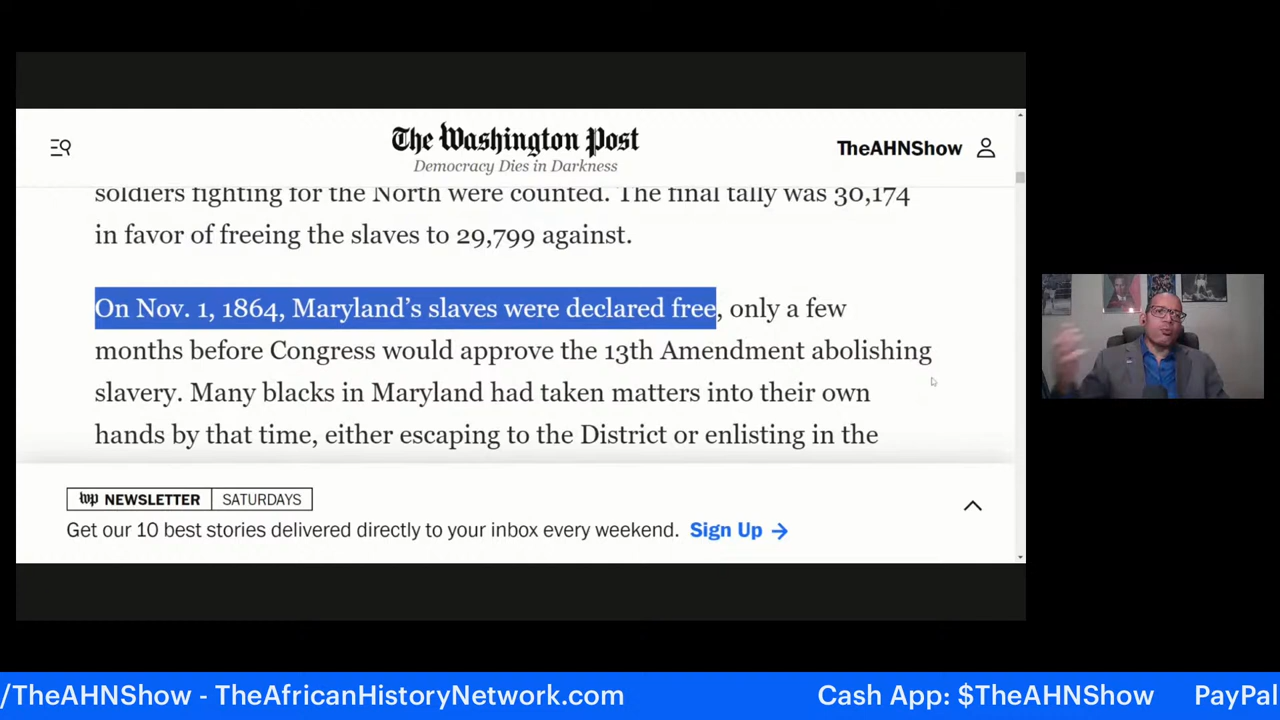 The Washington Post
Democracy Dies in Darkness
TheAHNShow
soldiers fighting for the North were counted. The final tally was 30,174
in favor of freeing the slaves to 29,799 against.
On Nov. 1, 1864, Maryland’s slaves were declared free, only a few
months before Congress would approve the 13th Amendment abolishing
slavery. Many blacks in Maryland had taken matters into their own
hands by that time, either escaping to the District or enlisting in the
wp NEWSLETTER SATURDAYS
Get our 10 best stories delivered directly to your inbox every weekend. Sign Up →
/TheAHNShow - TheAfricanHistoryNetwork.com Cash App: $TheAHNShow PayPal